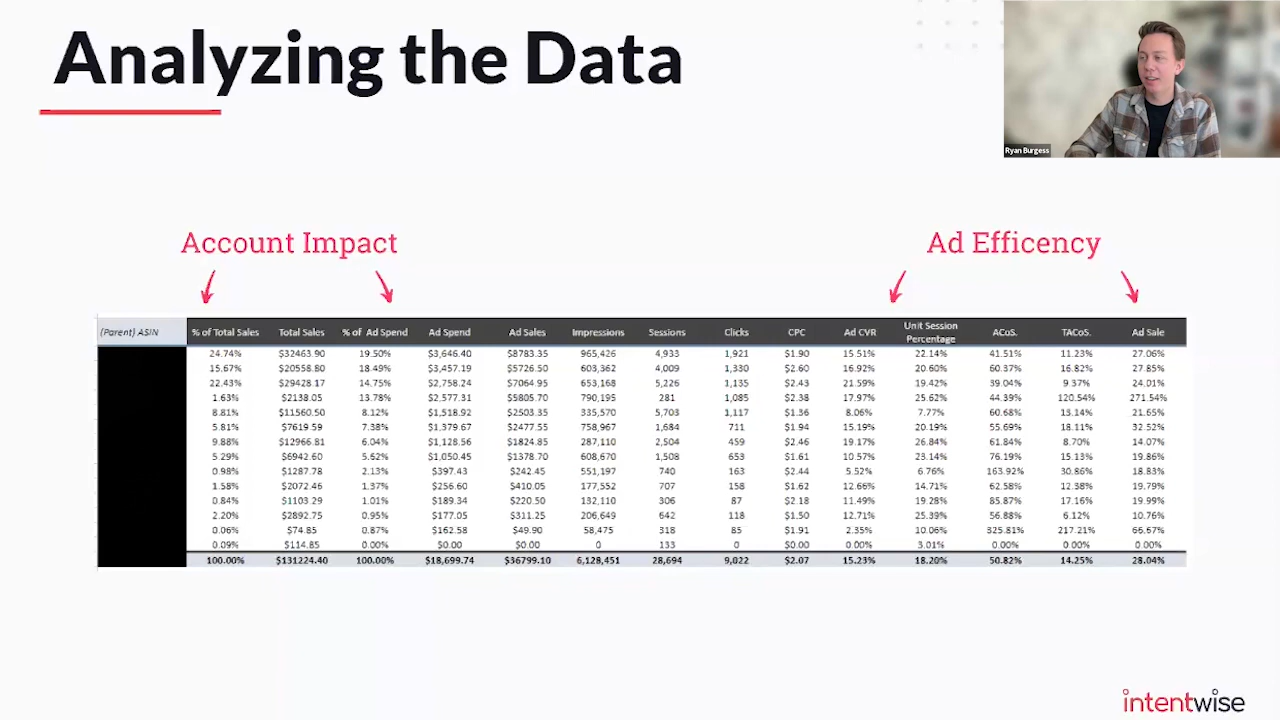 Analyzing the Data
Ryan Burgess
Account Impact
Ad Efficency
(Parent) ASIN % of Total Sales Total Sales % of Ad Spend Ad Spend Ad Sales Impressions Sessions Clicks CPC Ad CVR Unit Session Percentage ACoS. TACoS. Ad Sale
24.74% $32463.90 19.50% $3,646.40 $8783.35 965,426 4,933 1,921 $1.90 15.51% 22.14% 41.51% 11.23% 27.06%
15.67% $20558.80 18.49% $3,457.19 $5726.50 603,362 4,009 1,330 $2.60 16.92% 20.60% 60.37% 16.82% 27.85%
22.43% $29428.17 14.75% $2,758.24 $7064.95 653,168 5,226 1,135 $2.43 21.59% 19.42% 39.04% 9.37% 24.01%
1.63% $2138.05 13.78% $2,577.31 $5805.70 790,195 281 1,085 $2.38 17.97% 25.62% 44.39% 120.54% 271.54%
8.81% $11560.50 8.12% $1,518.92 $2503.35 335,570 5,703 1,117 $1.36 8.06% 7.77% 60.68% 13.14% 21.65%
5.81% $7619.59 7.38% $1,379.67 $2477.55 758,967 1,684 711 $1.94 15.19% 20.19% 55.69% 18.11% 32.52%
9.88% $12966.81 6.04% $1,128.56 $1824.85 287,110 2,504 459 $2.46 19.17% 26.84% 61.84% 8.70% 14.07%
5.29% $6942.60 5.62% $1,050.45 $1378.70 608,670 1,508 653 $1.61 10.57% 23.14% 76.19% 15.13% 19.86%
0.98% $1287.78 2.13% $397.43 $242.45 551,197 740 163 $2.44 5.52% 6.76% 163.92% 30.86% 18.83%
1.58% $2072.46 1.37% $256.60 $410.05 177,552 707 158 $1.62 12.66% 14.71% 62.58% 12.38% 19.79%
0.84% $1103.29 1.01% $189.34 $220.50 132,110 306 87 $2.18 11.49% 19.28% 85.87% 17.16% 19.99%
2.20% $2892.75 0.95% $177.05 $311.25 206,649 642 118 $1.50 12.71% 25.39% 56.88% 6.12% 10.76%
0.06% $74.85 0.87% $162.58 $49.90 58,475 318 85 $1.91 2.35% 10.06% 325.81% 217.21% 66.67%
0.09% $114.85 0.00% $0.00 $0.00 0 133 0 $0.00 0.00% 3.01% 0.00% 0.00% 0.00%
100.00% $131224.40 100.00% $18,699.74 $36799.10 6,128,451 28,694 9,022 $2.07 15.23% 18.20% 50.82% 14.25% 28.04%
intentwise